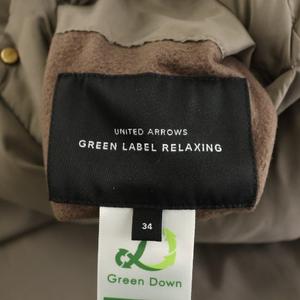 UNITED ARROWS
GREEN LABEL RELAXING
34
Green Down